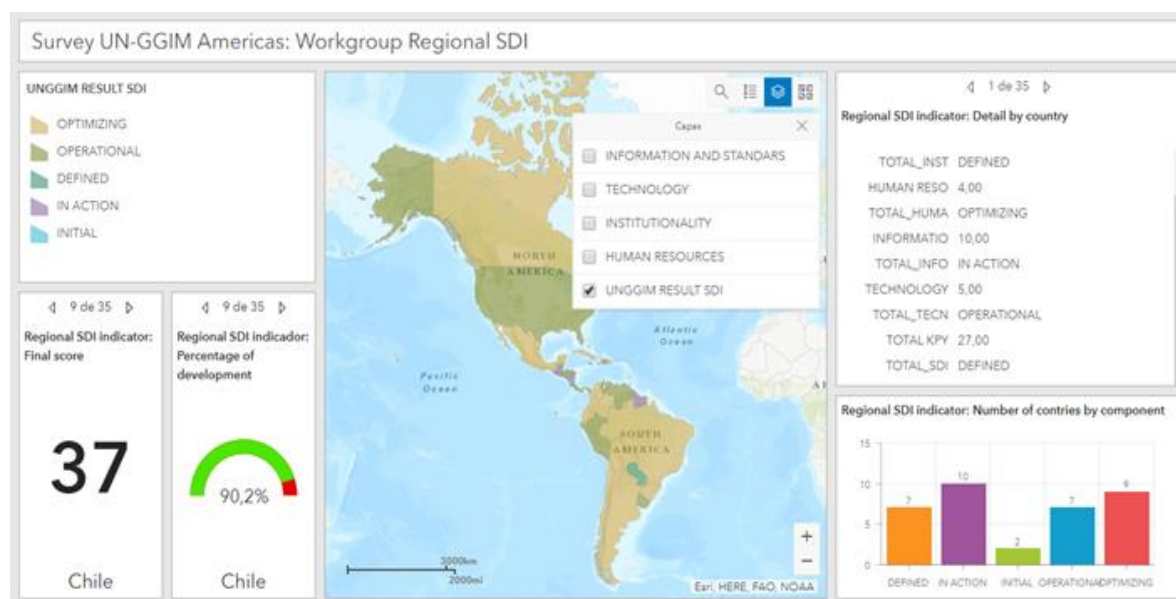 Survey UN-GGIM Americas: Workgroup Regional SDI
UNGGIM RESULT SDI
OPTIMIZING
OPERATIONAL
DEFINED
IN ACTION
INITIAL
9 de 35
Regional SDI indicator:
Final score
37
Chile
9 de 35
Regional SDI indicador:
Percentage of
development
90,2%
Chile
Capas
INFORMATION AND STANDARS
TECHNOLOGY
INSTITUTIONALITY
HUMAN RESOURCES
UNGGIM RESULT SDI
NORTH
AMERICA
Atlantic
Ocean
Pacific
Ocean
SOUTH
AMERICA
AF
3000km
2000mi
+
−
Esri, HERE, FAO, NOAA
1 de 35
Regional SDI indicator: Detail by country
TOTAL_INST DEFINED
HUMAN RESO 4,00
TOTAL_HUMA OPTIMIZING
INFORMATIO 10,00
TOTAL_INFO IN ACTION
TECHNOLOGY 5,00
TOTAL_TECN OPERATIONAL
TOTAL KPY 27,00
TOTAL_SDI DEFINED
Regional SDI indicator: Number of contries by component
15
10
5
0
7
10
2
7
9
DEFINED IN ACTION INITIAL OPERATIONAL OPTIMIZING